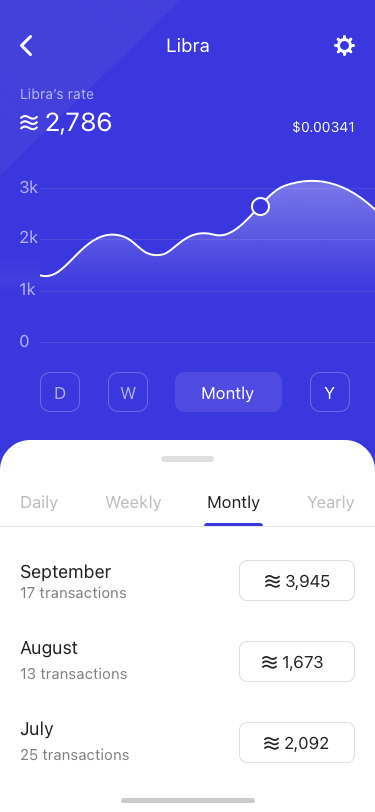 Libra
Libra's rate
≋ 2,786
$0.00341
3k
2k
1k
0
D W Montly Y
Daily Weekly Montly Yearly
September
17 transactions
≋ 3,945
August
13 transactions
≋ 1,673
July
25 transactions
≋ 2,092